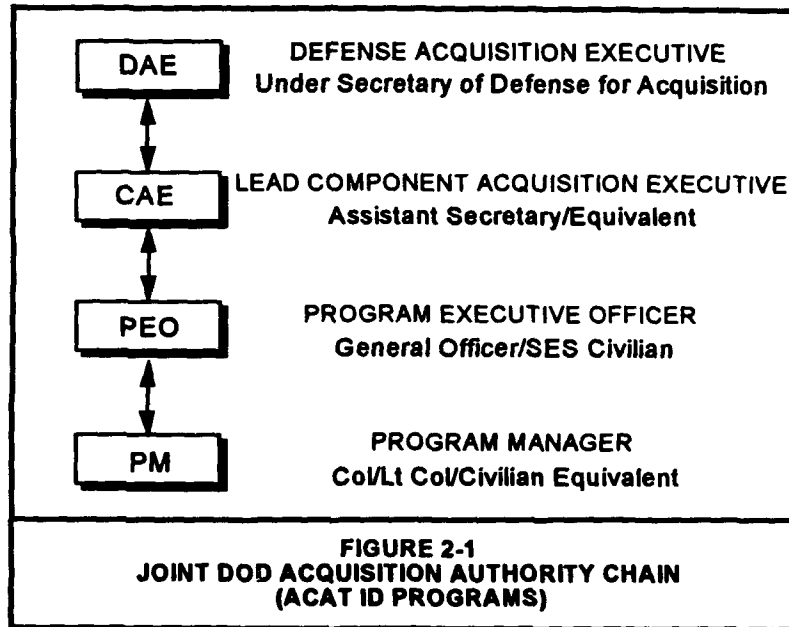 DAE
DEFENSE ACQUISITION EXECUTIVE
Under Secretary of Defense for Acquisition
CAE
LEAD COMPONENT ACQUISITION EXECUTIVE
Assistant Secretary/Equivalent
PEO
PROGRAM EXECUTIVE OFFICER
General Officer/SES Civilian
PM
PROGRAM MANAGER
Col/Lt Col/Civilian Equivalent
FIGURE 2-1
JOINT DOD ACQUISITION AUTHORITY CHAIN
(ACAT ID PROGRAMS)